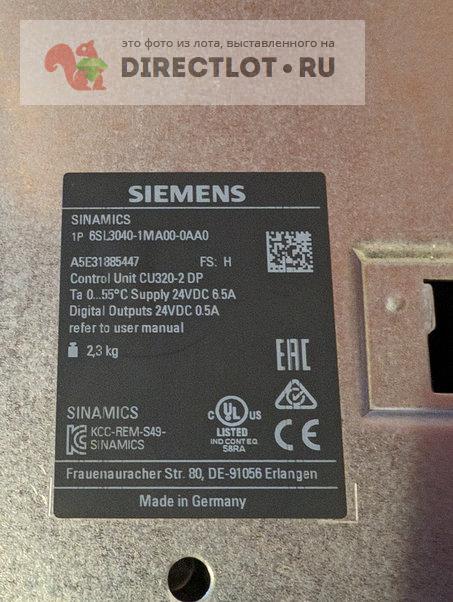 это фото из лота, выставленного на
DIRECTLOT.RU
SIEMENS
SINAMICS
1P 6SL3040-1MA00-0AA0
A5E31885447 FS: H
Control Unit CU320-2 DP
Ta 0...55°C Supply 24VDC 6.5A
Digital Outputs 24VDC 0.5A
refer to user manual
2,3 kg
EAC
SINAMICS
KCC-REM-S49-
SINAMICS
C UL US
LISTED
IND CONT EQ
58RA
CE
Frauenauracher Str. 80, DE-91056 Erlangen
Made in Germany